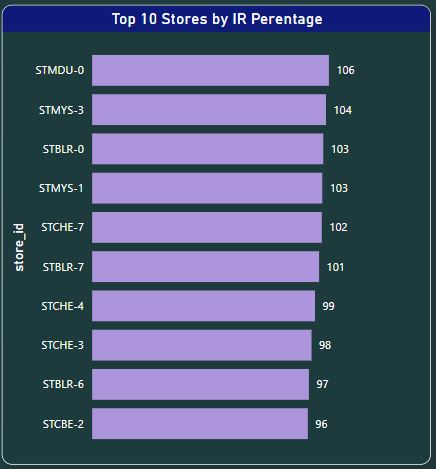 Top 10 Stores by IR Perentage
store_id
STMDU-0 106
STMYS-3 104
STBLR-0 103
STMYS-1 103
STCHE-7 102
STBLR-7 101
STCHE-4 99
STCHE-3 98
STBLR-6 97
STCBE-2 96